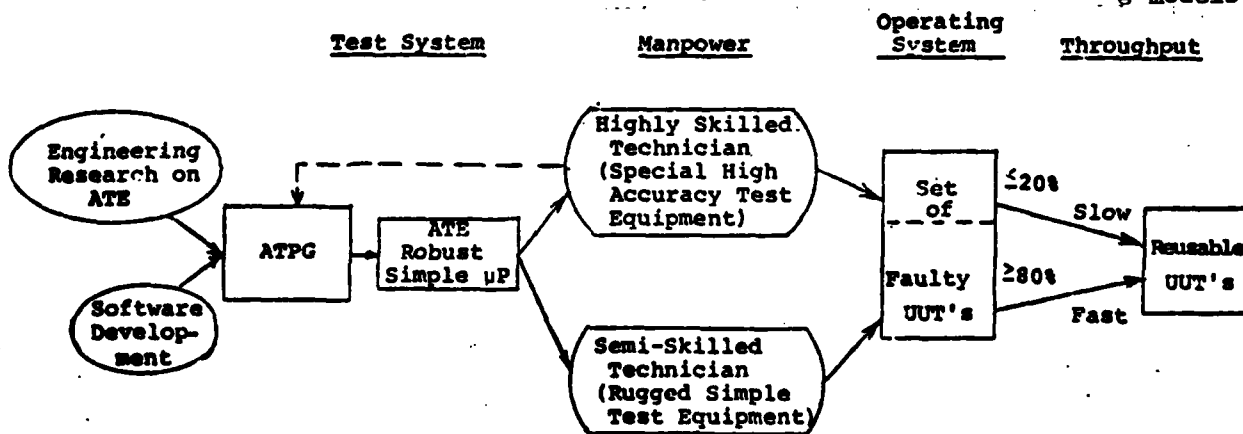 models
Test System
Manpower
Operating
System
Throughput
Engineering
Research on
ATE
Software
Develop-
ment
ATPG
ATE
Robust
Simple μP
Highly Skilled
Technician
(Special High
Accuracy Test
Equipment)
Semi-Skilled
Technician
(Rugged Simple
Test Equipment)
Set
of
Faulty
UUT's
≤20%
Slow
≥80%
Fast
Reusable
UUT's